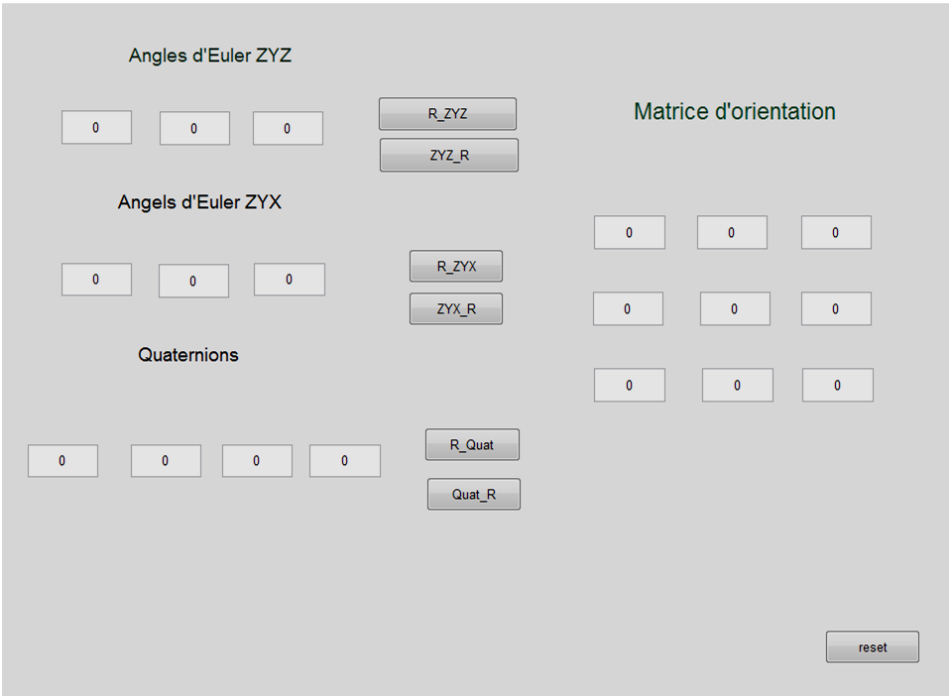 Angles d'Euler ZYZ
0 0 0 R_ZYZ
ZYZ_R
Angels d'Euler ZYX
0 0 0 R_ZYX
ZYX_R
Quaternions
0 0 0 0 R_Quat
Quat_R
Matrice d'orientation
0 0 0
0 0 0
0 0 0
reset